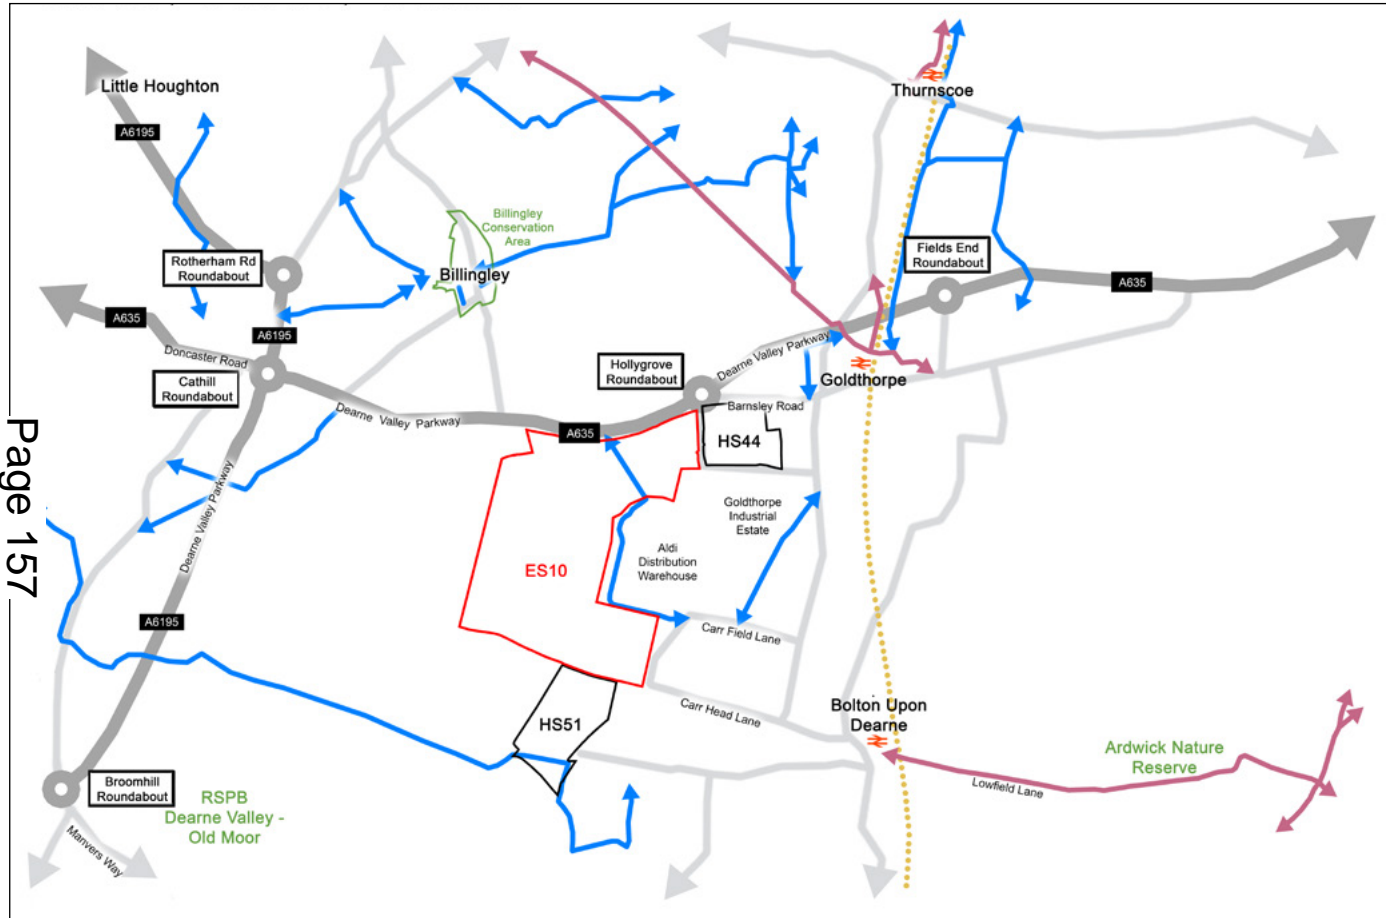 Little Houghton
A6195
Thurnscoe
Billingley
Conservation
Area
Billingley
Rotherham Rd
Roundabout
Fields End
Roundabout
A635
A635
A6195
Doncaster Road
Cathill
Roundabout
Dearne Valley Parkway
Hollygrove
Roundabout
Dearne Valley Parkway
Goldthorpe
Barnsley Road
A635
HS44
Dearne Valley Parkway
Goldthorpe
Industrial
Estate
Aldi
Distribution
Warehouse
ES10
A6195
Carr Field Lane
Carr Head Lane
HS51
Bolton Upon
Dearne
Ardwick Nature
Reserve
Lowfield Lane
Broomhill
Roundabout
RSPB
Dearne Valley -
Old Moor
Manvers Way
Page 157